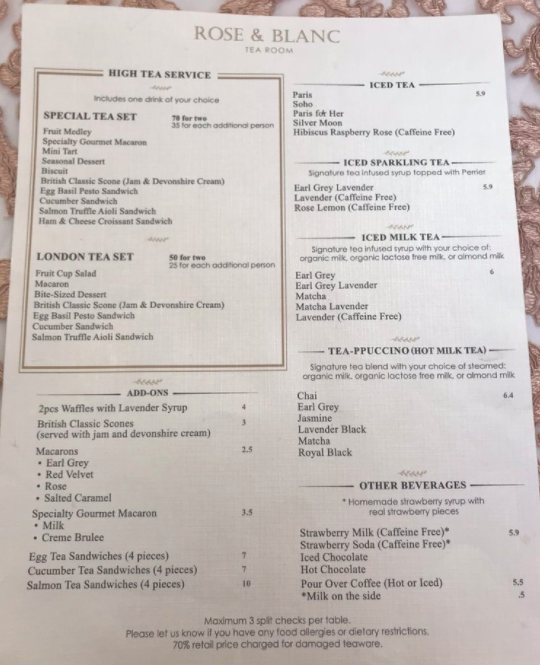 ROSE & BLANC
TEA ROOM
HIGH TEA SERVICE
Includes one drink of your choice
SPECIAL TEA SET 70 for two
35 for each additional person
Fruit Medley
Specialty Gourmet Macaron
Mini Tart
Seasonal Dessert
Biscuit
British Classic Scone (Jam & Devonshire Cream)
Egg Basil Pesto Sandwich
Cucumber Sandwich
Salmon Truffle Aioli Sandwich
Ham & Cheese Croissant Sandwich
LONDON TEA SET 50 for two
25 for each additional person
Fruit Cup Salad
Macaron
Bite-Sized Dessert
British Classic Scone (Jam & Devonshire Cream)
Egg Basil Pesto Sandwich
Cucumber Sandwich
Salmon Truffle Aioli Sandwich
ADD-ONS
2pcs Waffles with Lavender Syrup 4
British Classic Scones 3
(served with jam and devonshire cream)
Macarons 2.5
• Earl Grey
• Red Velvet
• Rose
• Salted Caramel
Specialty Gourmet Macaron 3.5
• Milk
• Creme Brulee
Egg Tea Sandwiches (4 pieces) 7
Cucumber Tea Sandwiches (4 pieces) 7
Salmon Tea Sandwiches (4 pieces) 10
ICED TEA
Paris 5.9
Soho
Paris for Her
Silver Moon
Hibiscus Raspberry Rose (Caffeine Free)
ICED SPARKLING TEA
Signature tea infused syrup topped with Perrier
Earl Grey Lavender 5.9
Lavender (Caffeine Free)
Rose Lemon (Caffeine Free)
ICED MILK TEA
Signature tea infused syrup with your choice of:
organic milk, organic lactose free milk, or almond milk
Earl Grey 6
Earl Grey Lavender
Matcha
Matcha Lavender
Lavender (Caffeine Free)
TEA-PPUCCINO (HOT MILK TEA)
Signature tea blend with your choice of steamed:
organic milk, organic lactose free milk, or almond milk
Chai 6.4
Earl Grey
Jasmine
Lavender Black
Matcha
Royal Black
OTHER BEVERAGES
* Homemade strawberry syrup with
real strawberry pieces
Strawberry Milk (Caffeine Free)* 5.9
Strawberry Soda (Caffeine Free)*
Iced Chocolate
Hot Chocolate
Pour Over Coffee (Hot or Iced) 5.5
*Milk on the side .5
Maximum 3 split checks per table.
Please let us know if you have any food allergies or dietary restrictions.
70% retail price charged for damaged teaware.